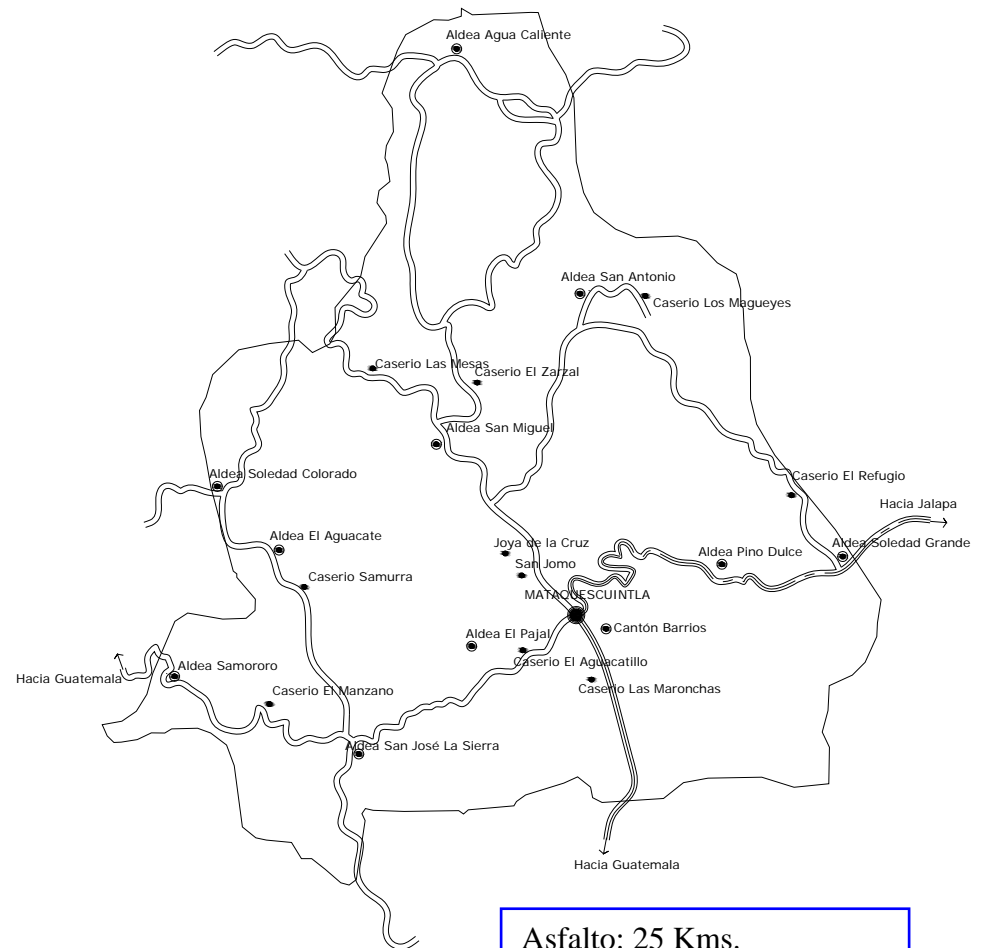 Aldea Agua Caliente
Aldea San Antonio
Caserio Los Magueyes
Caserio Las Mesas
Caserio El Zarzal
Aldea San Miguel
Aldea Soledad Colorado
Caserio El Refugio
Hacia Jalapa
Aldea El Aguacate
Joya de la Cruz
Aldea Soledad Grande
Aldea Pino Dulce
San Jomo
Caserio Samurra
MATAQUESCUINTLA
Cantón Barrios
Aldea El Pajal
Caserio El Aguacatillo
Aldea Samororo
Hacia Guatemala
Caserio El Manzano
Caserio Las Maronchas
Aldea San José La Sierra
Hacia Guatemala
Asfalto: 25 Kms.